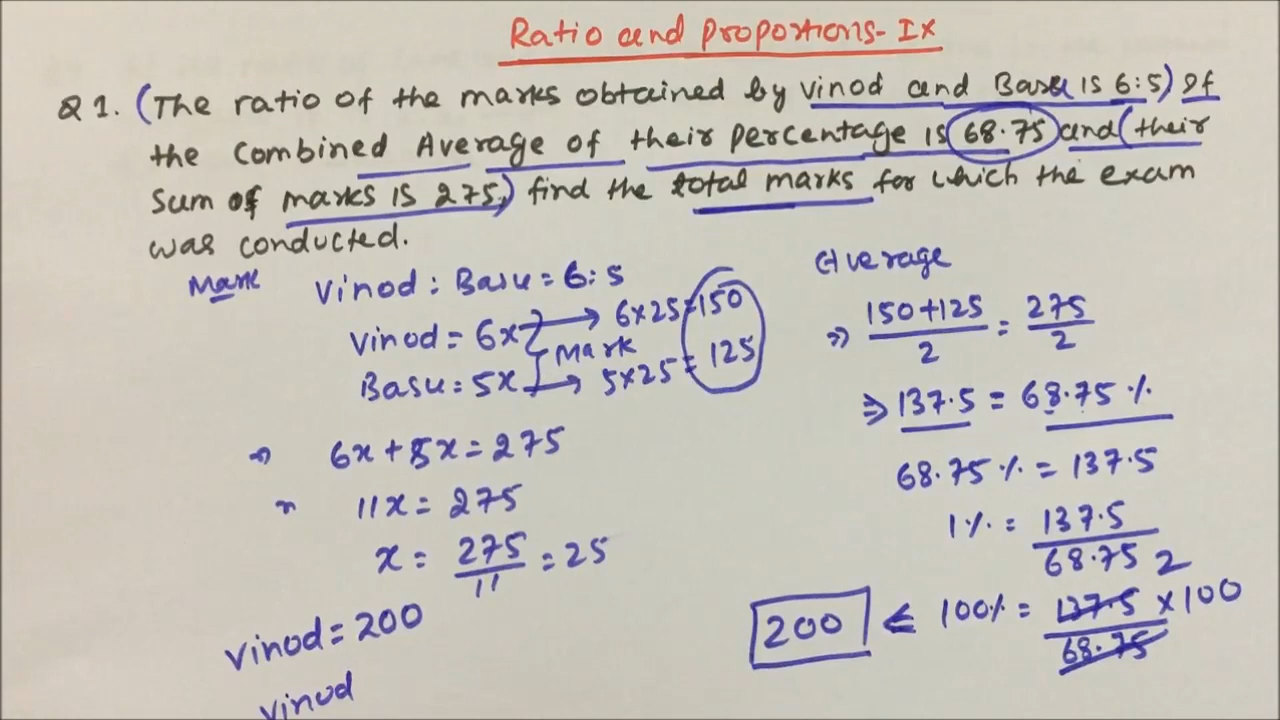 Ratio and proportions-IX
Q 1. (The ratio of the marks obtained by vinod and Basu is 6:5) If
the combined Average of their percentage is 68.75 and (their
sum of marks is 275,) find the total marks for which the exam
was conducted.
Mark
Vinod : Basu = 6:5
Vinod = 6x → 6x25 = 150
Mark
Basu = 5x → 5x25 = 125
⇒ 6x + 5x = 275
11x = 275
x = 275/11 = 25
Vinod = 200
Vinod
Average
⇒ 150+125/2 = 275/2
⇒ 137.5 = 68.75 %
68.75 % = 137.5
1% = 137.5/68.75
200 ⇐ 100% = 137.5/68.75 x 100
2